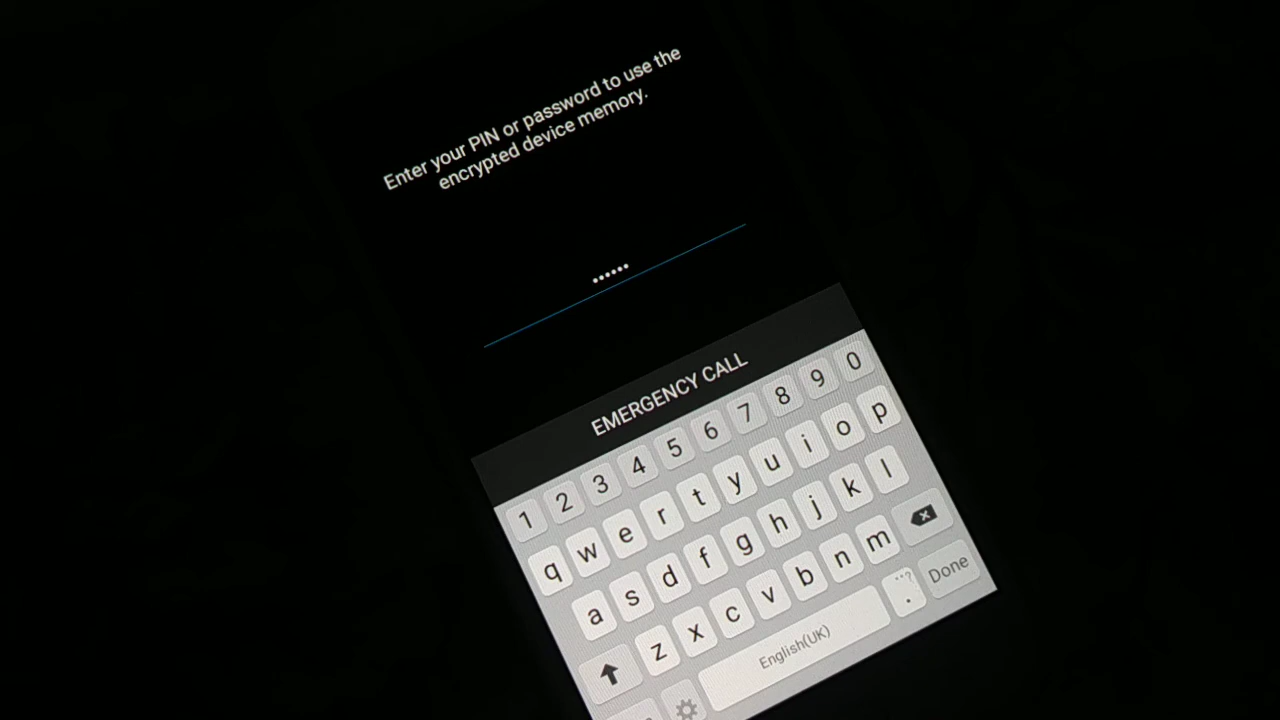 Enter your PIN or password to use the
encrypted device memory.
••••••
EMERGENCY CALL
1 2 3 4 5 6 7 8 9 0
q w e r t y u i o p
a s d f g h j k l
z x c v b n m
English(UK) . Done